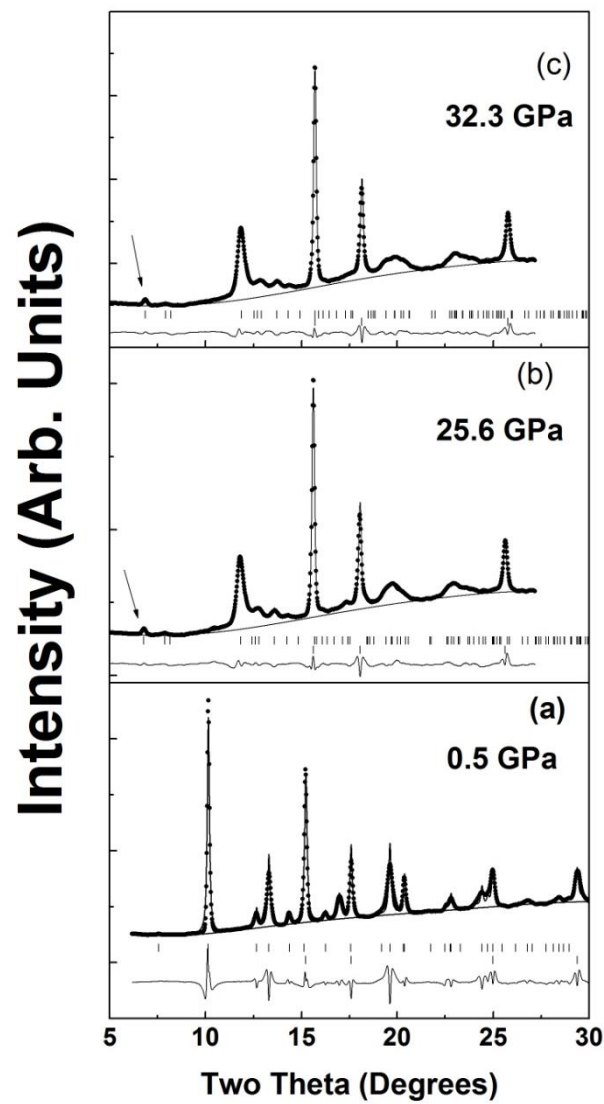 Intensity (Arb. Units)
(c)
32.3 GPa
(b)
25.6 GPa
(a)
0.5 GPa
5 10 15 20 25 30
Two Theta (Degrees)